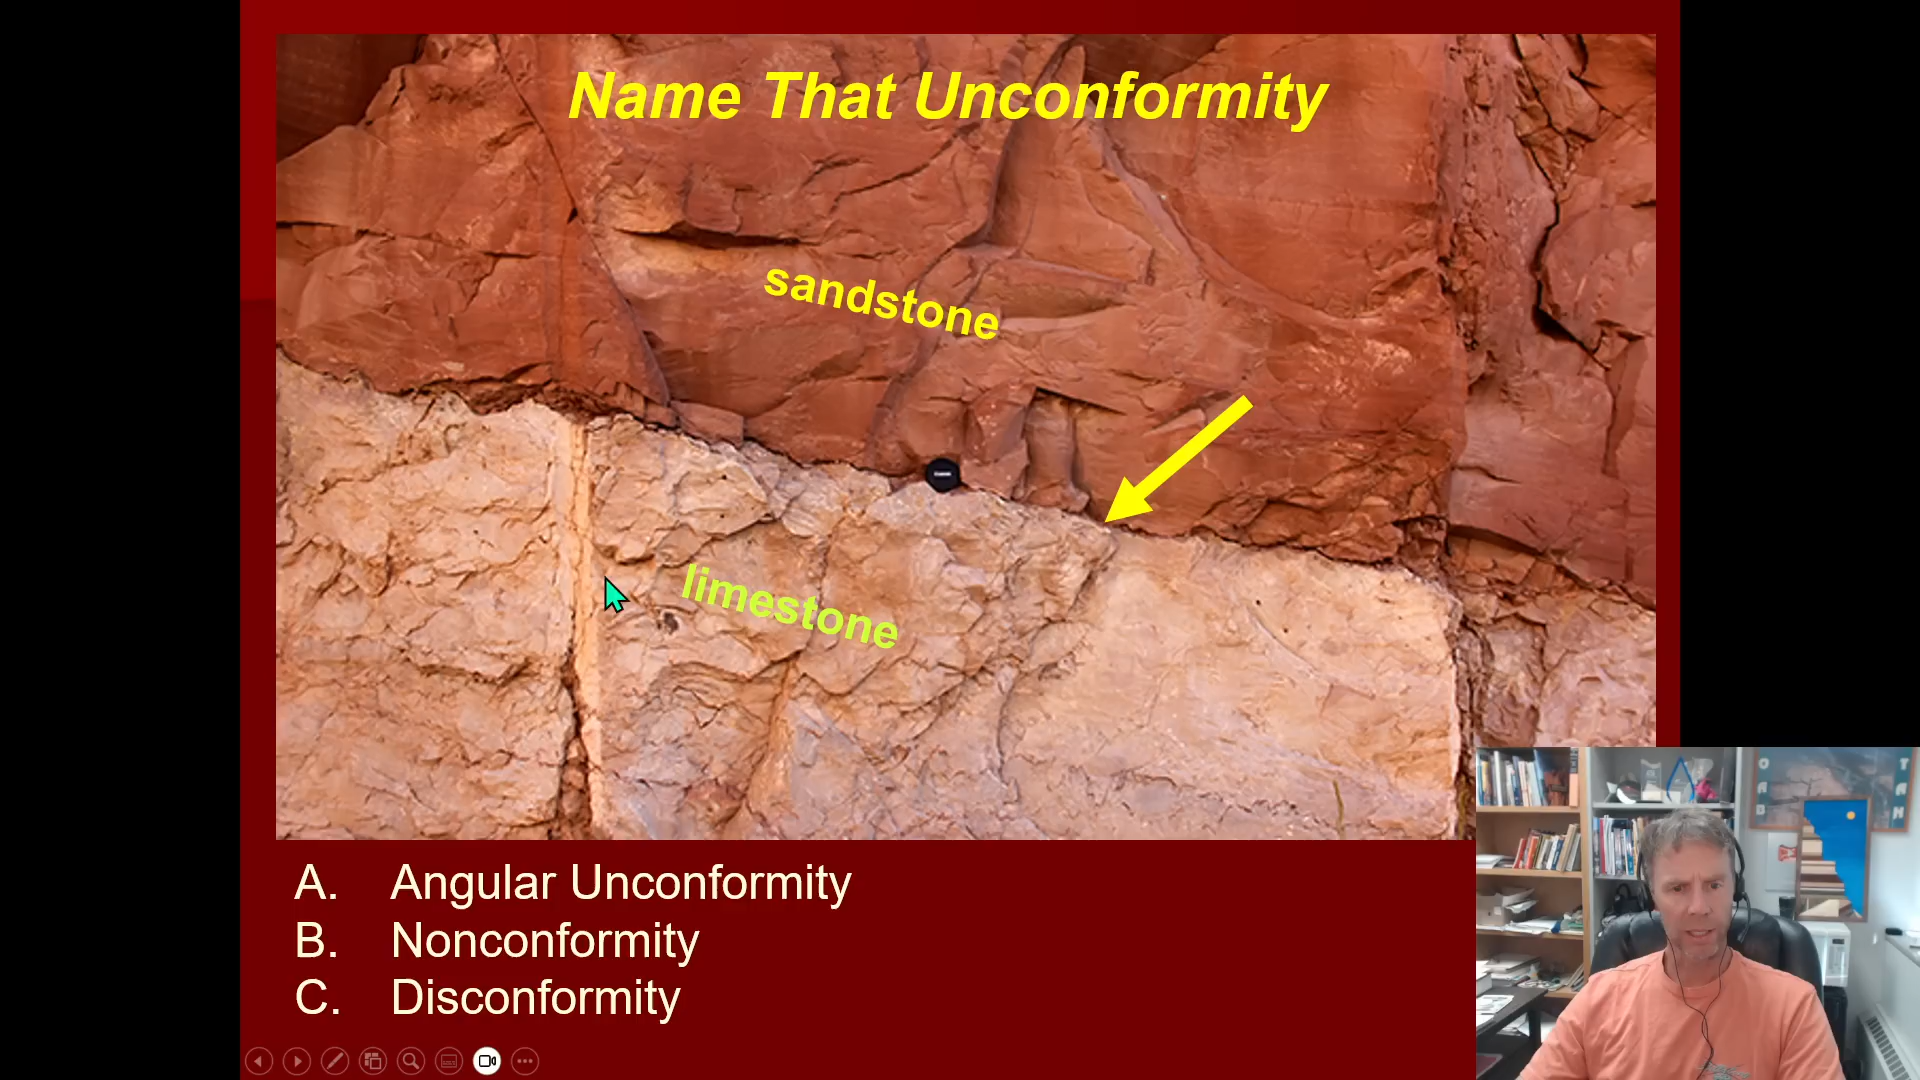 Name That Unconformity
sandstone
limestone
A. Angular Unconformity
B. Nonconformity
C. Disconformity